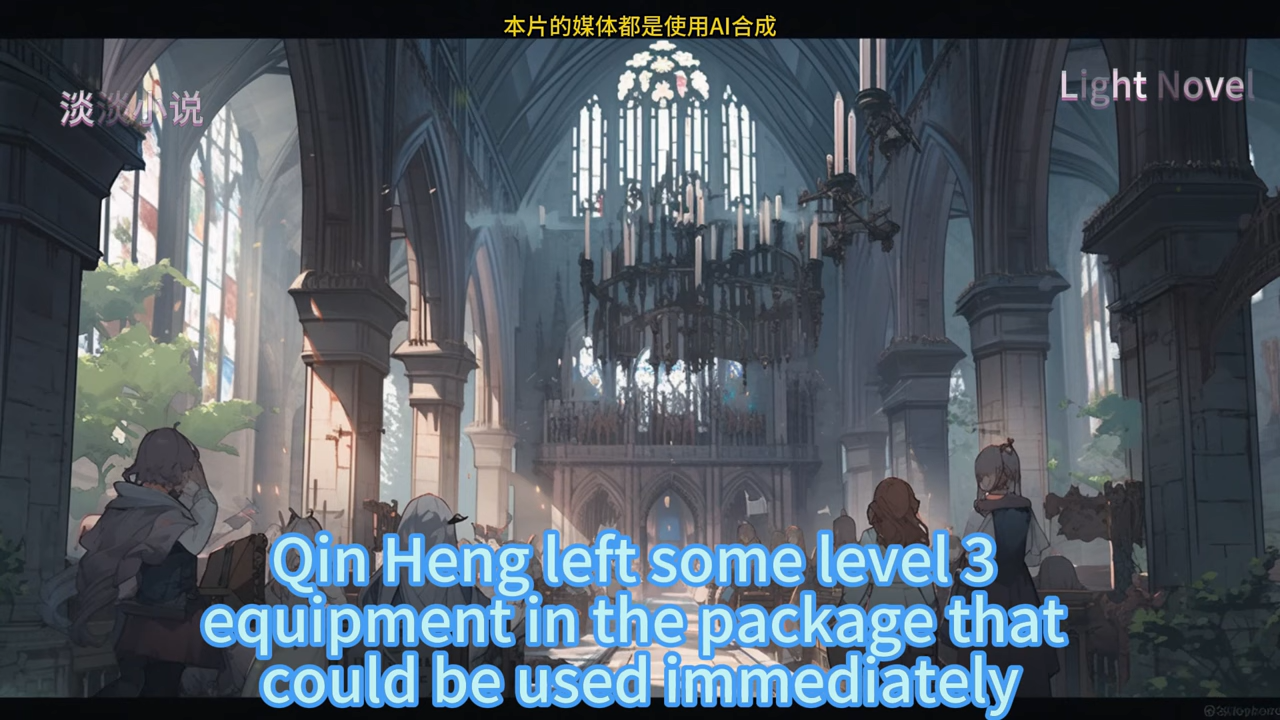 本片的媒体都是使用AI合成
淡淡小说
Light Novel
Qin Heng left some level 3
equipment in the package that
could be used immediately